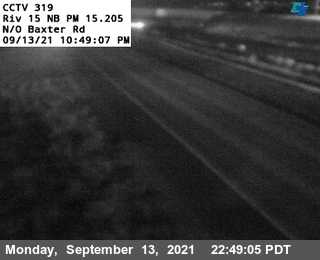 CCTV 319
Riv 15 NB PM 15.205
N/O Baxter Rd
09/13/21 10:49:07 PM
Monday, September 13, 2021 22:49:05 PDT